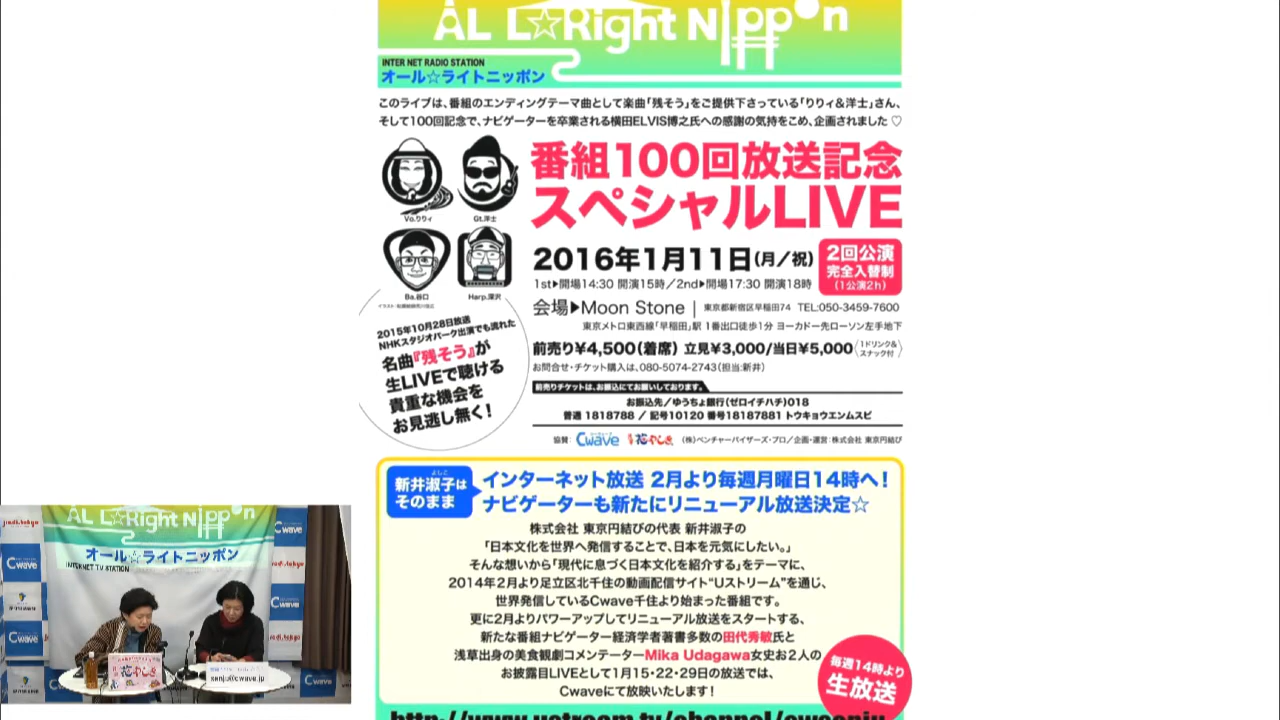 AL L☆Right Nippon
INTER NET RADIO STATION
オール☆ライトニッポン
このライブは、番組のエンディングテーマ曲として楽曲「残そう」をご提供下さっている「りりィ&洋士」さん、
そして100回記念で、ナビゲーターを卒業される横田ELVIS博之氏への感謝の気持をこめ、企画されました♡
Vo.りりィ
Gt.洋士
Ba.谷口
Harp.深沢
番組100回放送記念
スペシャルLIVE
2016年1月11日(月/祝)
2回公演
完全入替制
(1公演2h)
1st▶開場14:30 開演15時/2nd▶開場17:30 開演18時
会場▶Moon Stone | 東京都新宿区早稲田74 TEL:050-3459-7600
東京メトロ東西線「早稲田」駅 1番出口徒歩1分 ヨーカドー先ローソン左手地下
前売り¥4,500(着席) 立見¥3,000/当日¥5,000(1ドリンク&スナック付)
お問合せ・チケット購入は、080-5074-2743(担当:新井)
前売りチケットは、お振込にてお願いしております。
お振込先/ゆうちょ銀行(ゼロイチハチ)018
普通 1818788 / 記号10120 番号18187881 トウキョウエンムスビ
協賛: Cwave 花やしき (株)ベンチャーバイザーズ・プロ/企画・運営:株式会社 東京円結び
2015年10月28日放送
NHKスタジオパーク出演でも流れた
名曲『残そう』が
生LIVEで聴ける
貴重な機会を
お見逃し無く!
新井淑子は
よしこ
そのまま
インターネット放送 2月より毎週月曜日14時へ!
ナビゲーターも新たにリニューアル放送決定☆
株式会社 東京円結びの代表 新井淑子の
「日本文化を世界へ発信することで、日本を元気にしたい。」
そんな想いから「現代に息づく日本文化を紹介する」をテーマに、
2014年2月より足立区北千住の動画配信サイト“Uストリーム”を通じ、
世界発信しているCwave千住より始まった番組です。
更に2月よりパワーアップしてリニューアル放送をスタートする、
新たな番組ナビゲーター経済学者著書多数の田代秀敏氏と
浅草出身の美食観劇コメンテーターMika Udagawa女史お2人の
お披露目LIVEとして1月15・22・29日の放送では、
Cwaveにて放映いたします!
毎週14時より
生放送
http://www.ustream.tv/channel/cwsenju
AL L☆Right Nippon
オール☆ライトニッポン
INTERNET TV STATION
Cwave
Cwave
Cwave
Cwave
Cwave
花やしき
senju@cwave.jp